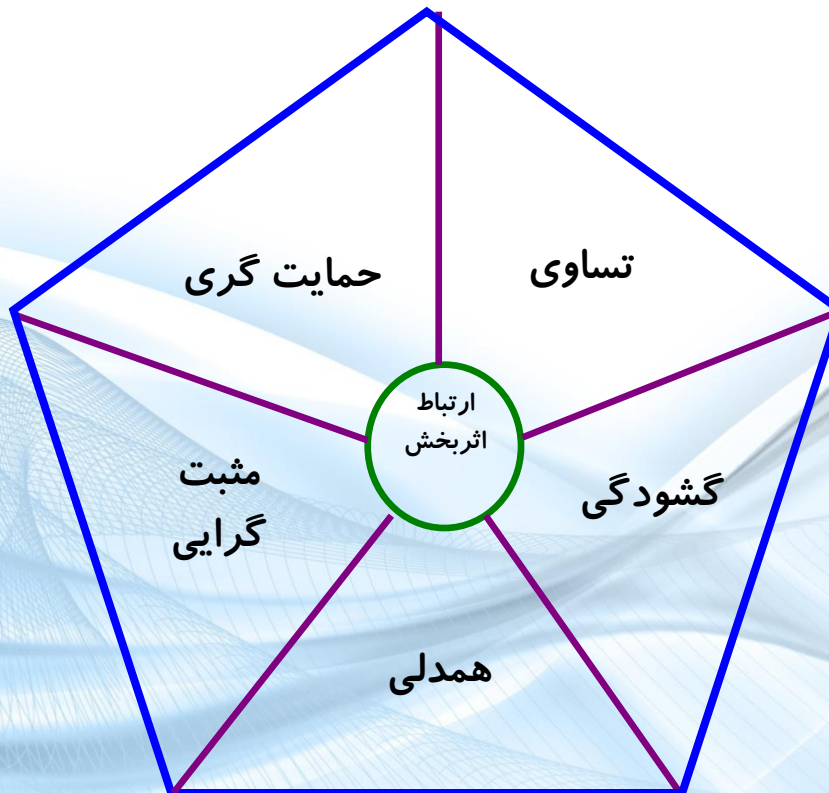 تساوی
حمایت گری
ارتباط
اثربخش
گشودگی
مثبت
گرایی
همدلی